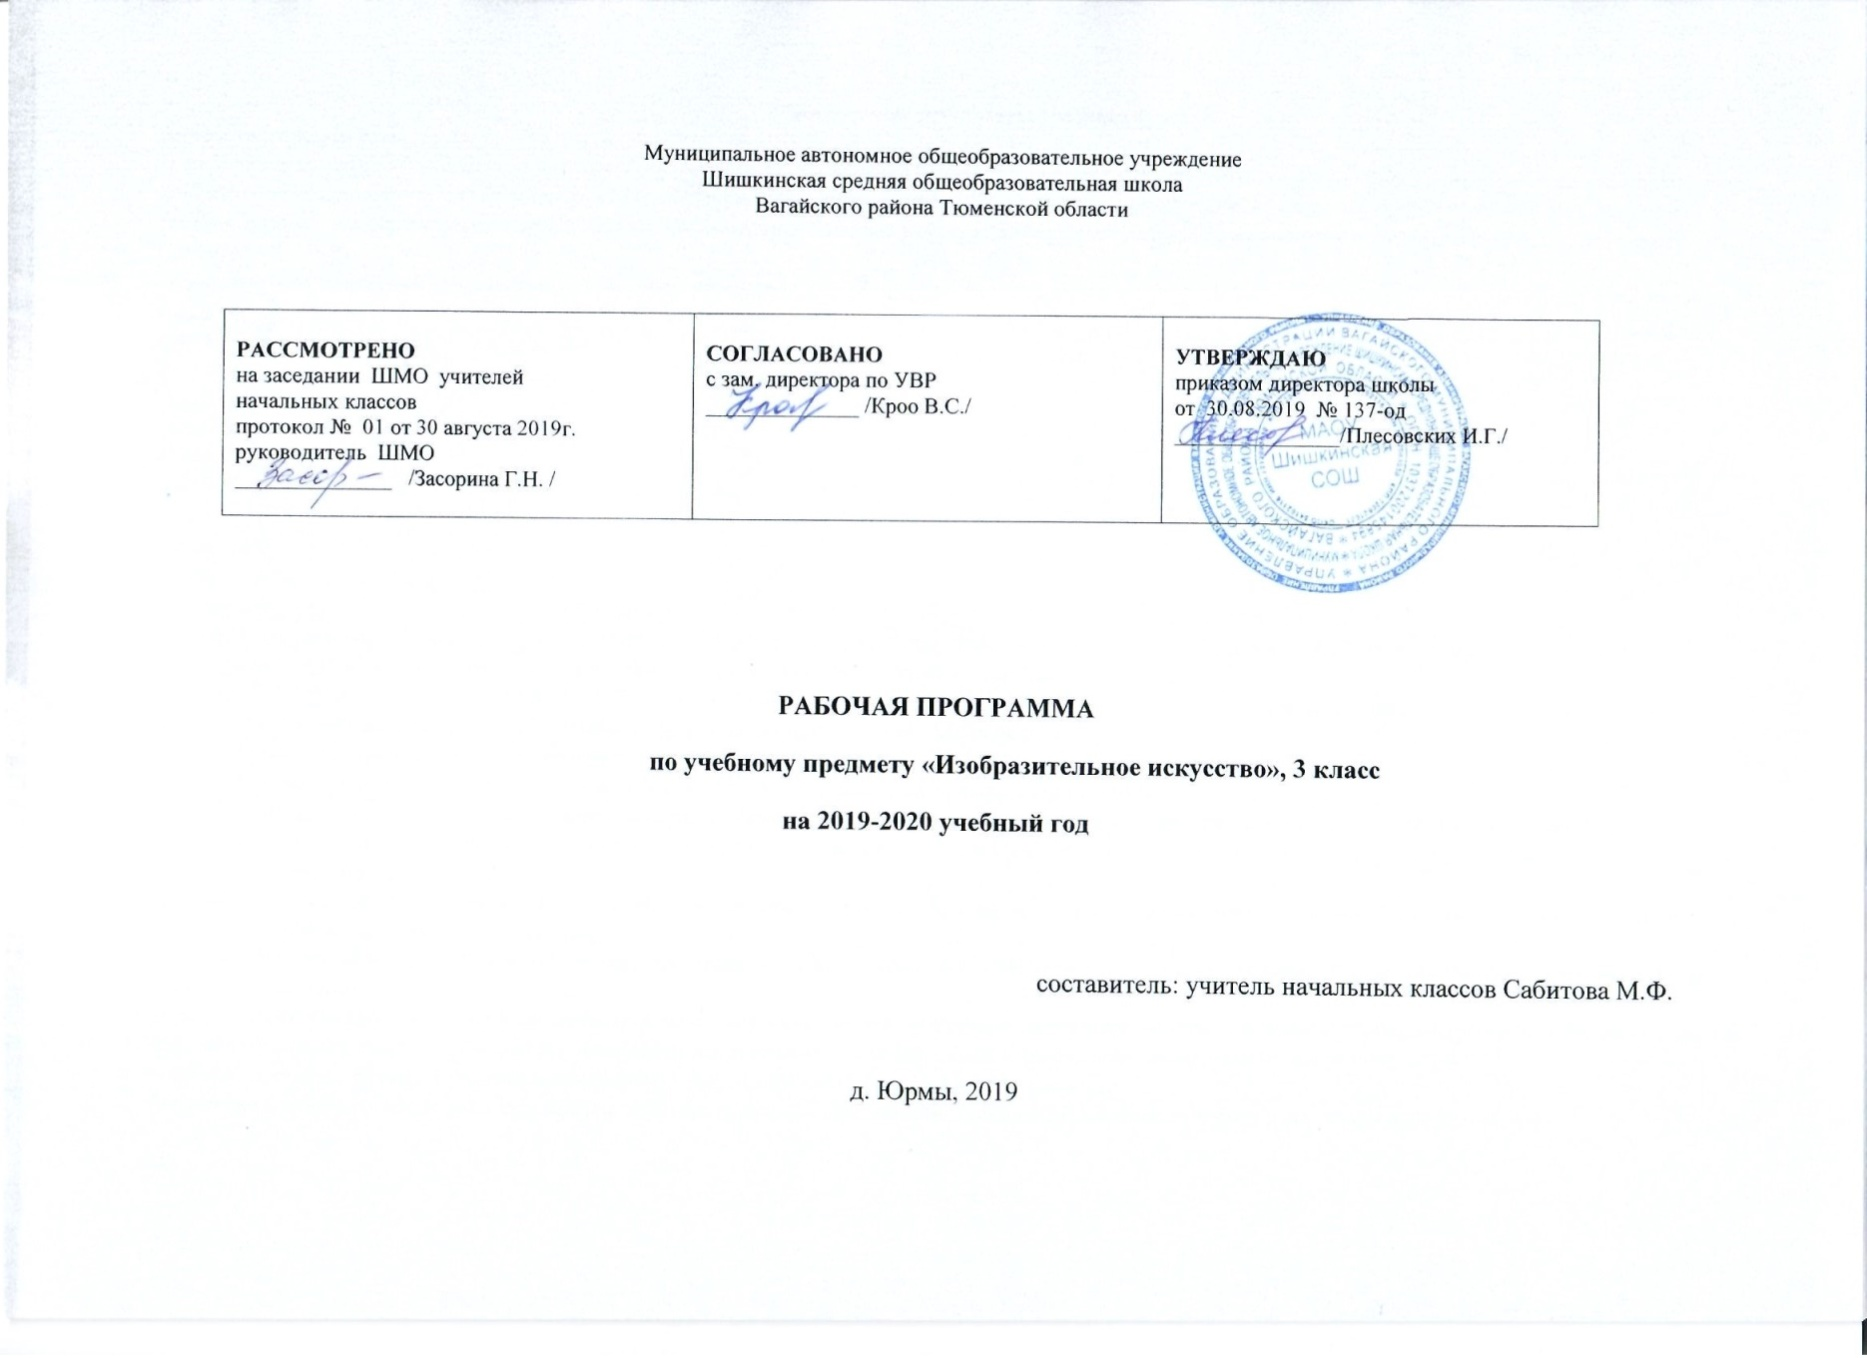 Муниципальное автономное общеобразовательное учреждение
Шишкинская средняя общеобразовательная школа
Вагайского района Тюменской области
РАССМОТРЕНО
на заседании ШМО учителей
начальных классов
протокол № 01 от 30 августа 2019г.
руководитель ШМО
/Засорина Г.Н. /
СОГЛАСОВАНО
с зам. директора по УВР
/Кроо В.С./
УТВЕРЖДАЮ
приказом директора школы
от 30.08.2019 № 137-од
/Плесовских И.Г./
МАОУ
Шишкинская
СОШ
РАБОЧАЯ ПРОГРАММА
по учебному предмету «Изобразительное искусство», 3 класс
на 2019-2020 учебный год
составитель: учитель начальных классов Сабитова М.Ф.
д. Юрмы, 2019